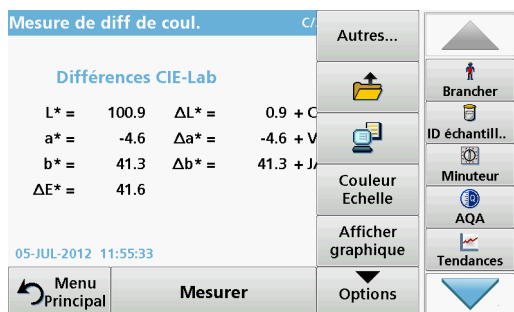 Mesure de diff de coul. C/
Différences CIE-Lab
L* = 100.9 ΔL* = 0.9 + C
a* = -4.6 Δa* = -4.6 + V
b* = 41.3 Δb* = 41.3 + JA
ΔE* = 41.6
05-JUL-2012 11:55:33
Menu Principal
Mesurer
Autres...
Couleur
Echelle
Afficher
graphique
Options
Brancher
ID échantill..
Minuteur
AQA
Tendances